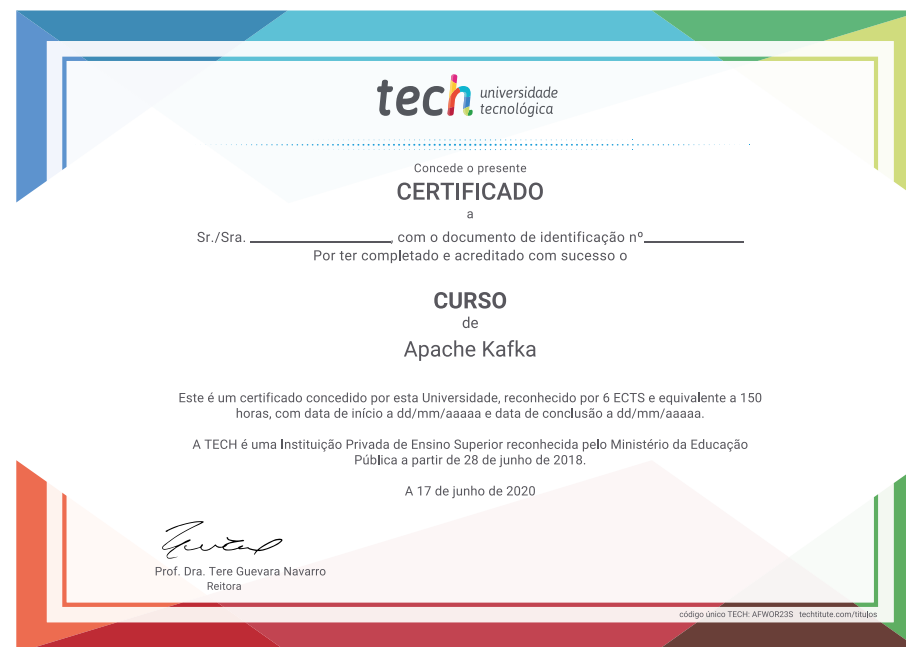 tech universidade
tecnológica
Concede o presente
CERTIFICADO
a
Sr./Sra. , com o documento de identificação nº
Por ter completado e acreditado com sucesso o
CURSO
de
Apache Kafka
Este é um certificado concedido por esta Universidade, reconhecido por 6 ECTS e equivalente a 150
horas, com data de início a dd/mm/aaaaa e data de conclusão a dd/mm/aaaaa.
A TECH é uma Instituição Privada de Ensino Superior reconhecida pelo Ministério da Educação
Pública a partir de 28 de junho de 2018.
A 17 de junho de 2020
Prof. Dra. Tere Guevara Navarro
Reitora
código único TECH: AFWOR23S techtitute.com/titulos